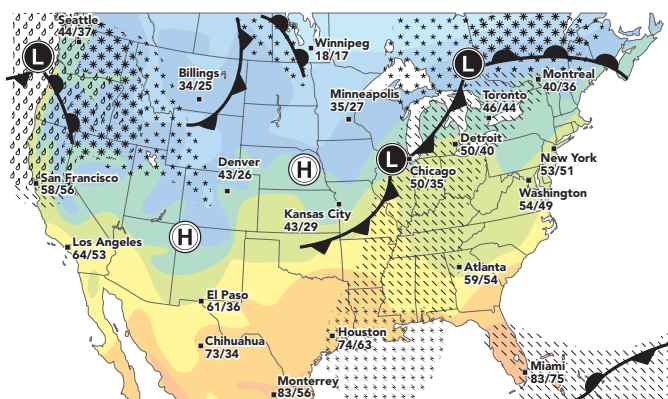 Seattle
44/37
L
Winnipeg
18/17
L
Billings
34/25
Montreal
40/36
Minneapolis
35/27
Toronto
46/44
Detroit
50/40
New York
53/51
L
Chicago
50/35
Denver
43/26
H
San Francisco
58/56
Washington
54/49
Kansas City
43/29
H
Los Angeles
64/53
Atlanta
59/54
El Paso
61/36
Chihuahua
73/34
Houston
74/63
Miami
83/75
Monterrey
83/56